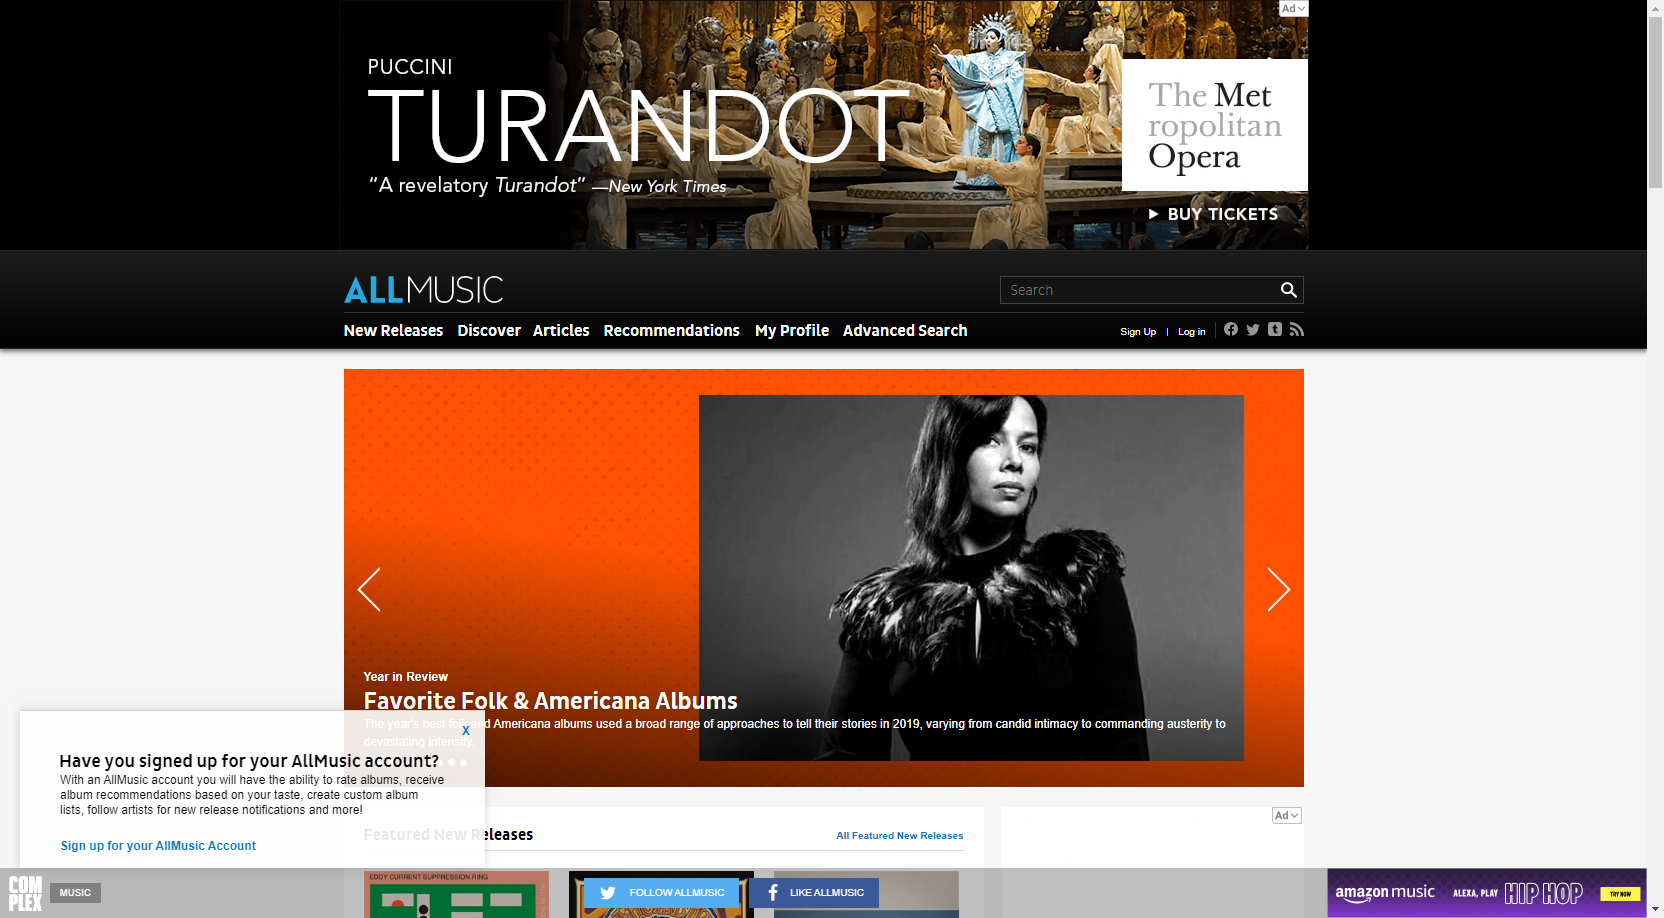 Ad
PUCCINI
TURANDOT
“A revelatory Turandot” —New York Times
The Met
ropolitan
Opera
BUY TICKETS
ALLMUSIC
Search
New Releases Discover Articles Recommendations My Profile Advanced Search
Sign Up | Log in
Year in Review
Favorite Folk & Americana Albums
The year's best folk and Americana albums used a broad range of approaches to tell their stories in 2019, varying from candid intimacy to commanding austerity to
devastating intensity.
X
Have you signed up for your AllMusic account?
With an AllMusic account you will have the ability to rate albums, receive
album recommendations based on your taste, create custom album
lists, follow artists for new release notifications and more!
Sign up for your AllMusic Account
Featured New Releases
All Featured New Releases
Ad
EDDY CURRENT SUPPRESSION RING
COM
PLEX
MUSIC
FOLLOW ALLMUSIC
LIKE ALLMUSIC
amazon music
ALEXA, PLAY
HIP HOP
TRY NOW